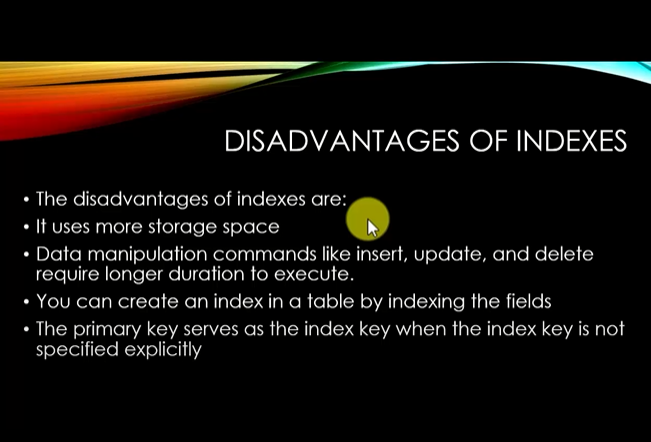 DISADVANTAGES OF INDEXES
• The disadvantages of indexes are:
• It uses more storage space
• Data manipulation commands like insert, update, and delete
require longer duration to execute.
• You can create an index in a table by indexing the fields
• The primary key serves as the index key when the index key is not
specified explicitly